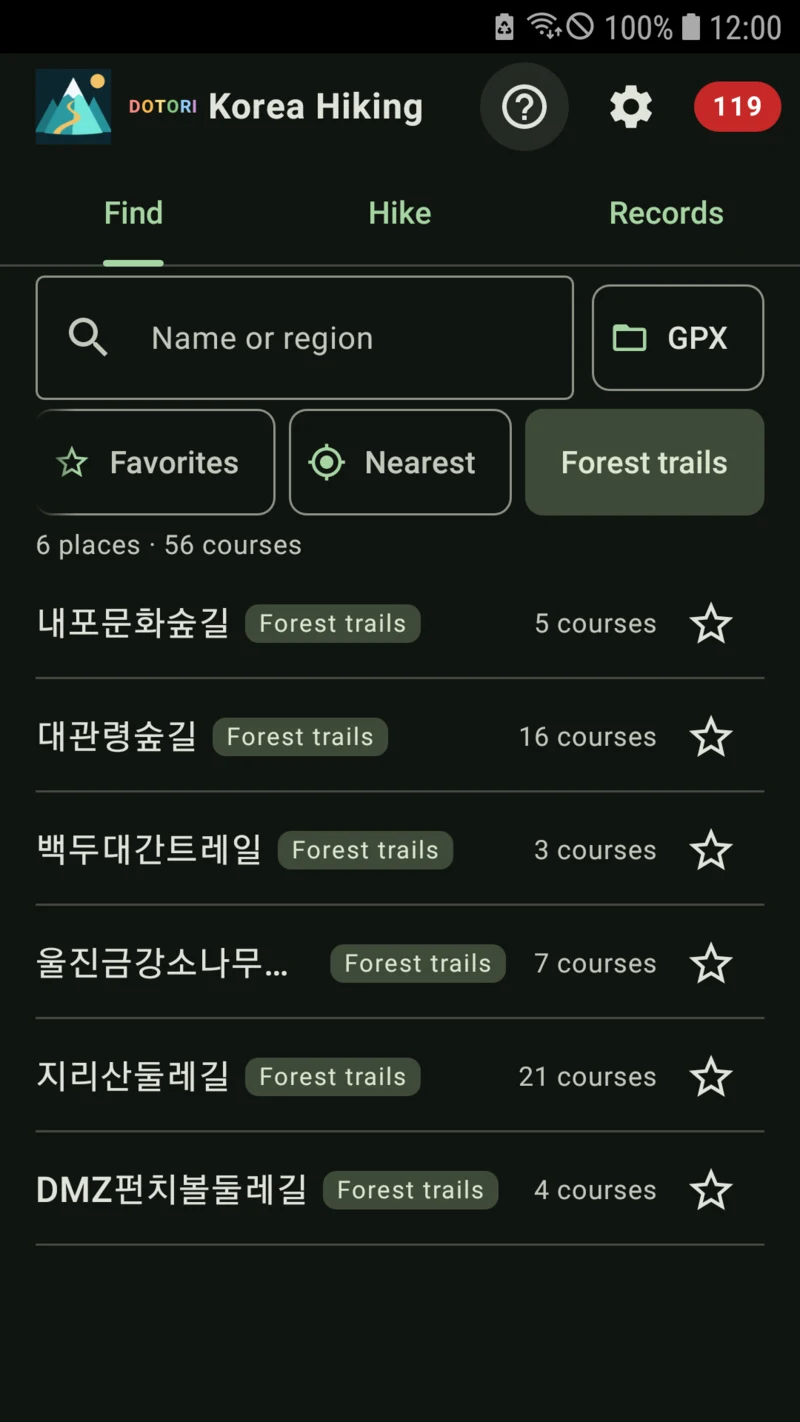 100% 12:00
DOTORI Korea Hiking 119
Find Hike Records
Name or region GPX
Favorites Nearest Forest trails
6 places · 56 courses
내포문화숲길 Forest trails 5 courses
대관령숲길 Forest trails 16 courses
백두대간트레일 Forest trails 3 courses
울진금강소나무... Forest trails 7 courses
지리산둘레길 Forest trails 21 courses
DMZ펀치볼둘레길 Forest trails 4 courses